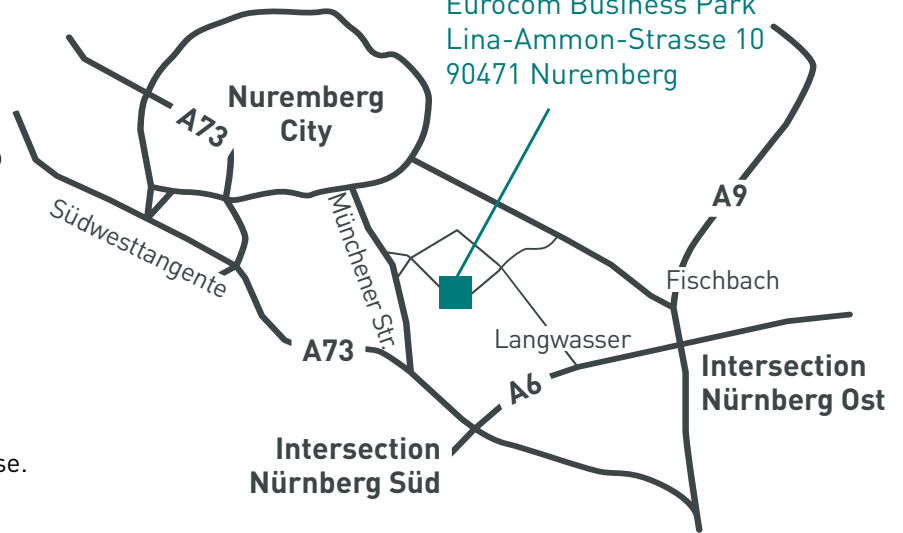 Eurocom Business Park
Lina-Ammon-Strasse 10
90471 Nuremberg
Nuremberg
City
A73
A9
Südwesttangente
Münchener Str.
Fischbach
Langwasser
A73
A6
Intersection
Nürnberg Ost
Intersection
Nürnberg Süd
se.